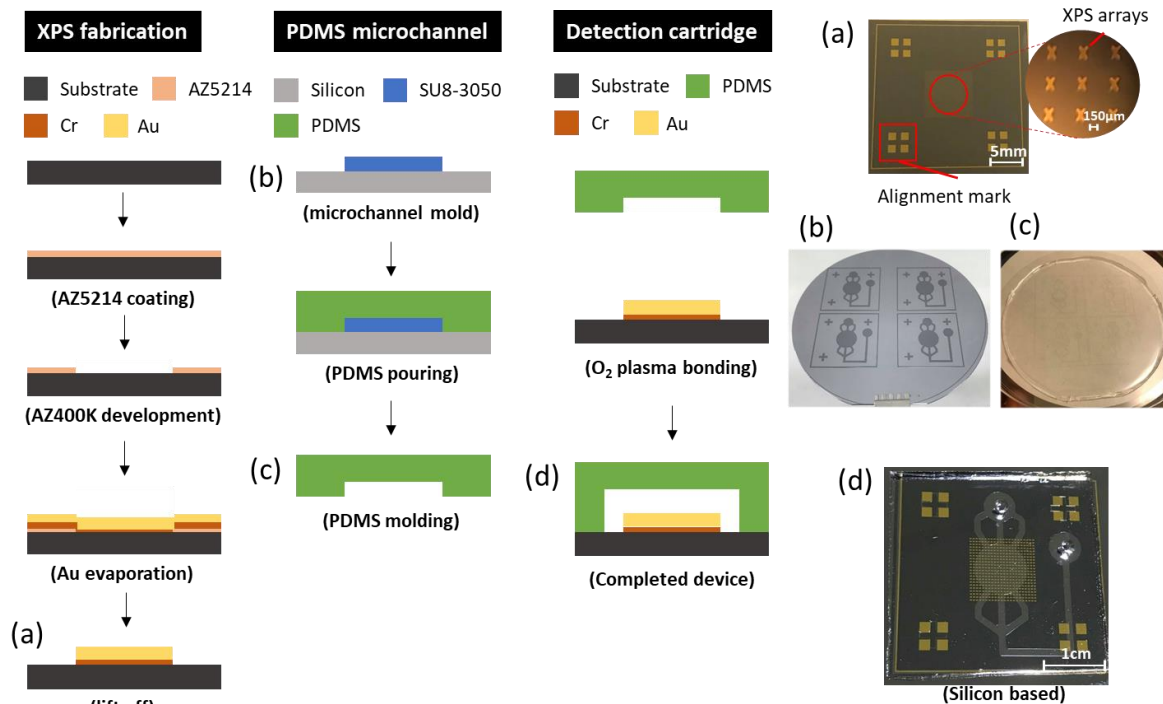 XPS fabrication
Substrate AZ5214
Cr Au
(AZ5214 coating)
(AZ400K development)
(Au evaporation)
(a)
PDMS microchannel
Silicon SU8-3050
PDMS
(b)
(microchannel mold)
(PDMS pouring)
(c)
(PDMS molding)
Detection cartridge
Substrate PDMS
Cr Au
(O₂ plasma bonding)
(d)
(Completed device)
(a)
XPS arrays
150μm
5mm
Alignment mark
(b)
(c)
(d)
1cm
(Silicon based)